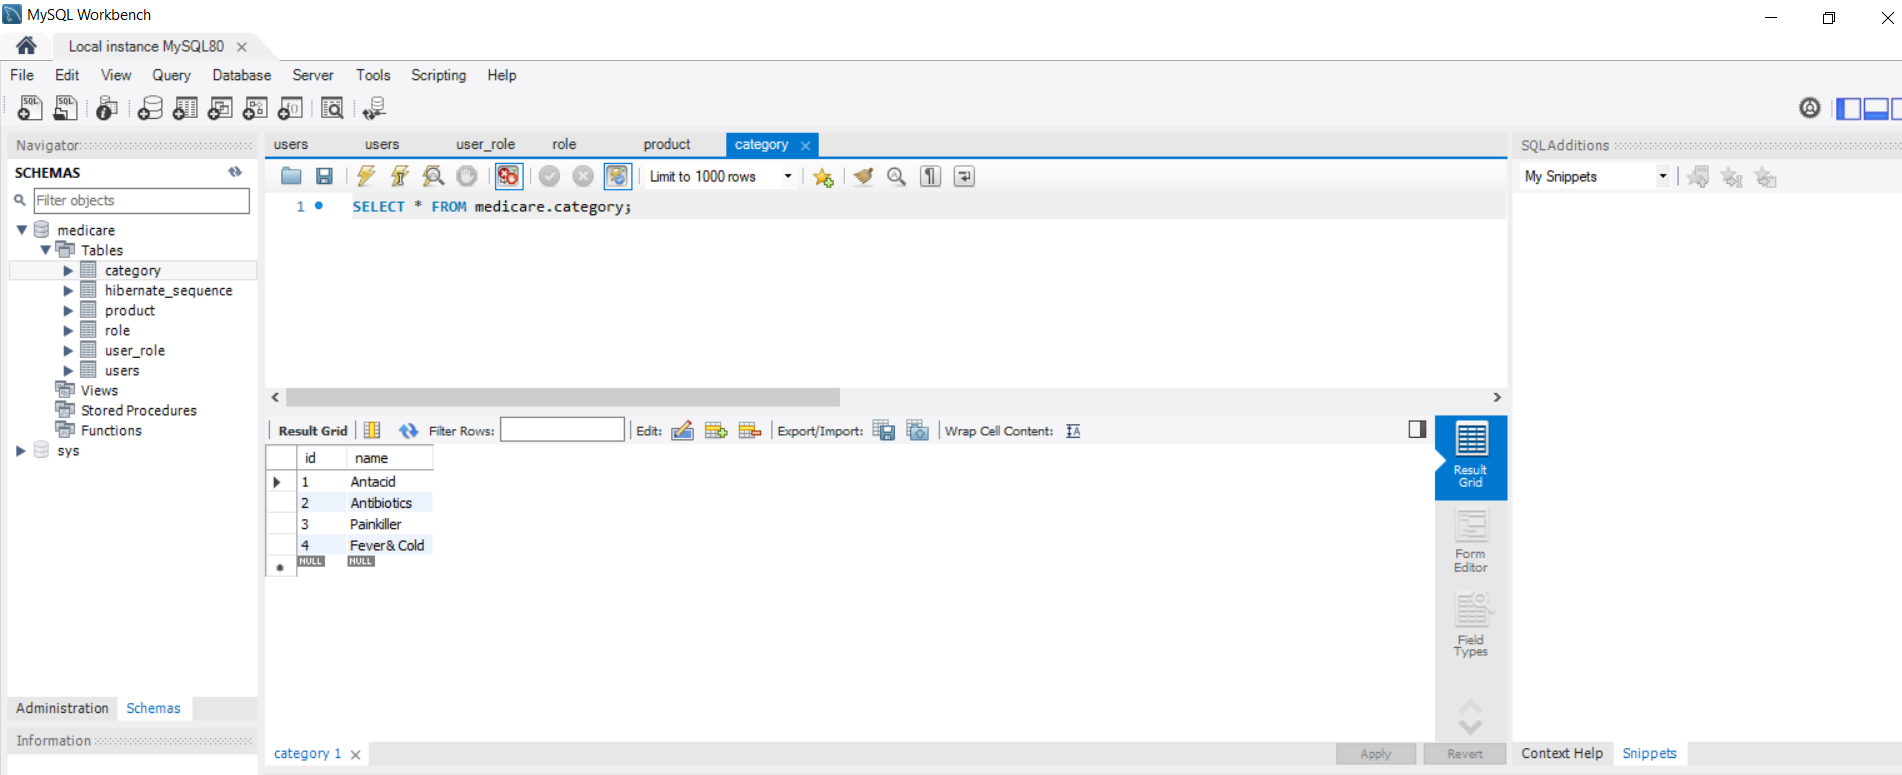 MySQL Workbench
Local instance MySQL80
File Edit View Query Database Server Tools Scripting Help
Navigator
SCHEMAS
Filter objects
medicare
Tables
category
hibernate_sequence
product
role
user_role
users
Views
Stored Procedures
Functions
sys
Administration Schemas
Information
users users user_role role product category
Limit to 1000 rows
1 SELECT * FROM medicare.category;
Result Grid Filter Rows: Edit: Export/Import: Wrap Cell Content:
id name
1 Antacid
2 Antibiotics
3 Painkiller
4 Fever& Cold
NULL NULL
Result
Grid
Form
Editor
Field
Types
category 1
Apply Revert
SQLAdditions
My Snippets
Context Help Snippets